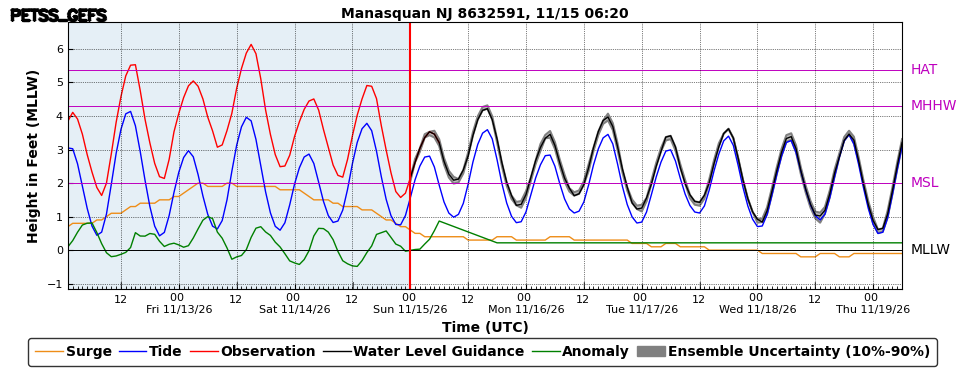 PETSS_GEFS
Manasquan NJ 8632591, 11/15 06:20
Height in Feet (MLLW)
6
5
4
3
2
1
0
−1
HAT
MHHW
MSL
MLLW
12 00 12 00 12 00 12 00 12 00 12 00 12 00
Fri 11/13/26 Sat 11/14/26 Sun 11/15/26 Mon 11/16/26 Tue 11/17/26 Wed 11/18/26 Thu 11/19/26
Time (UTC)
Surge Tide Observation Water Level Guidance Anomaly Ensemble Uncertainty (10%-90%)